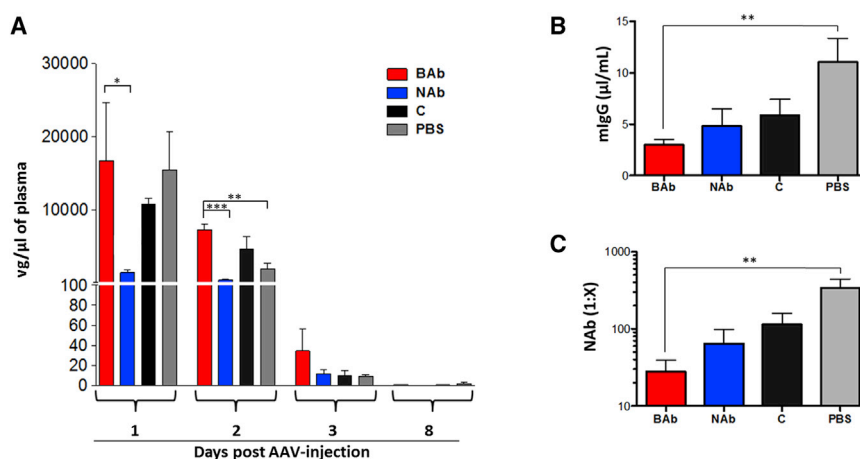 A
vg/µl of plasma
30000
20000
10000
100
80
60
40
20
0
*
***
**
BAb
NAb
C
PBS
1 2 3 8
Days post AAV-injection
B
mIgG (µl/mL)
15
10
5
0
**
BAb NAb C PBS
C
NAb (1:X)
1000
100
10
**
BAb NAb C PBS